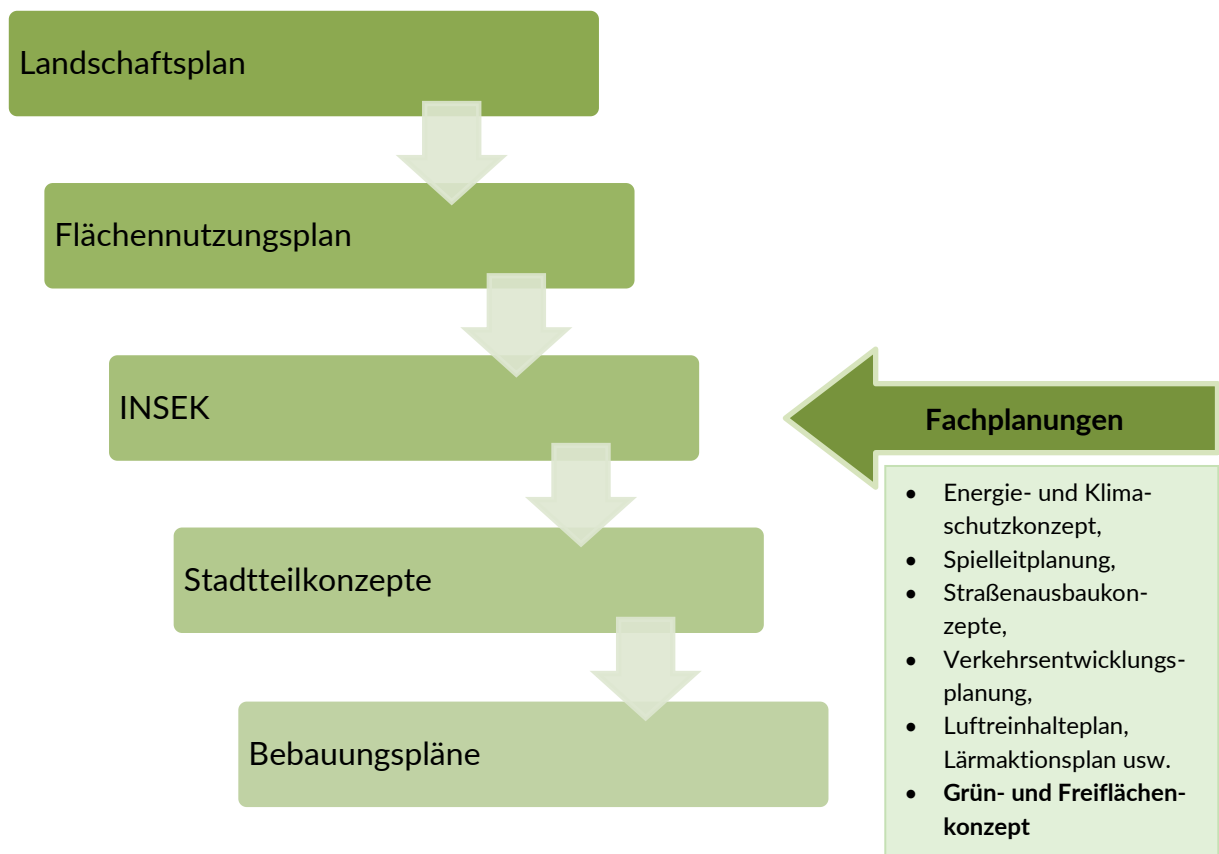 Landschaftsplan
Flächennutzungsplan
INSEK
Stadtteilkonzepte
Bebauungspläne
Fachplanungen
• Energie- und Klima-
schutzkonzept,
• Spielleitplanung,
• Straßenausbaukon-
zepte,
• Verkehrsentwicklungs-
planung,
• Luftreinhalteplan,
Lärmaktionsplan usw.
• Grün- und Freiflächen-
konzept